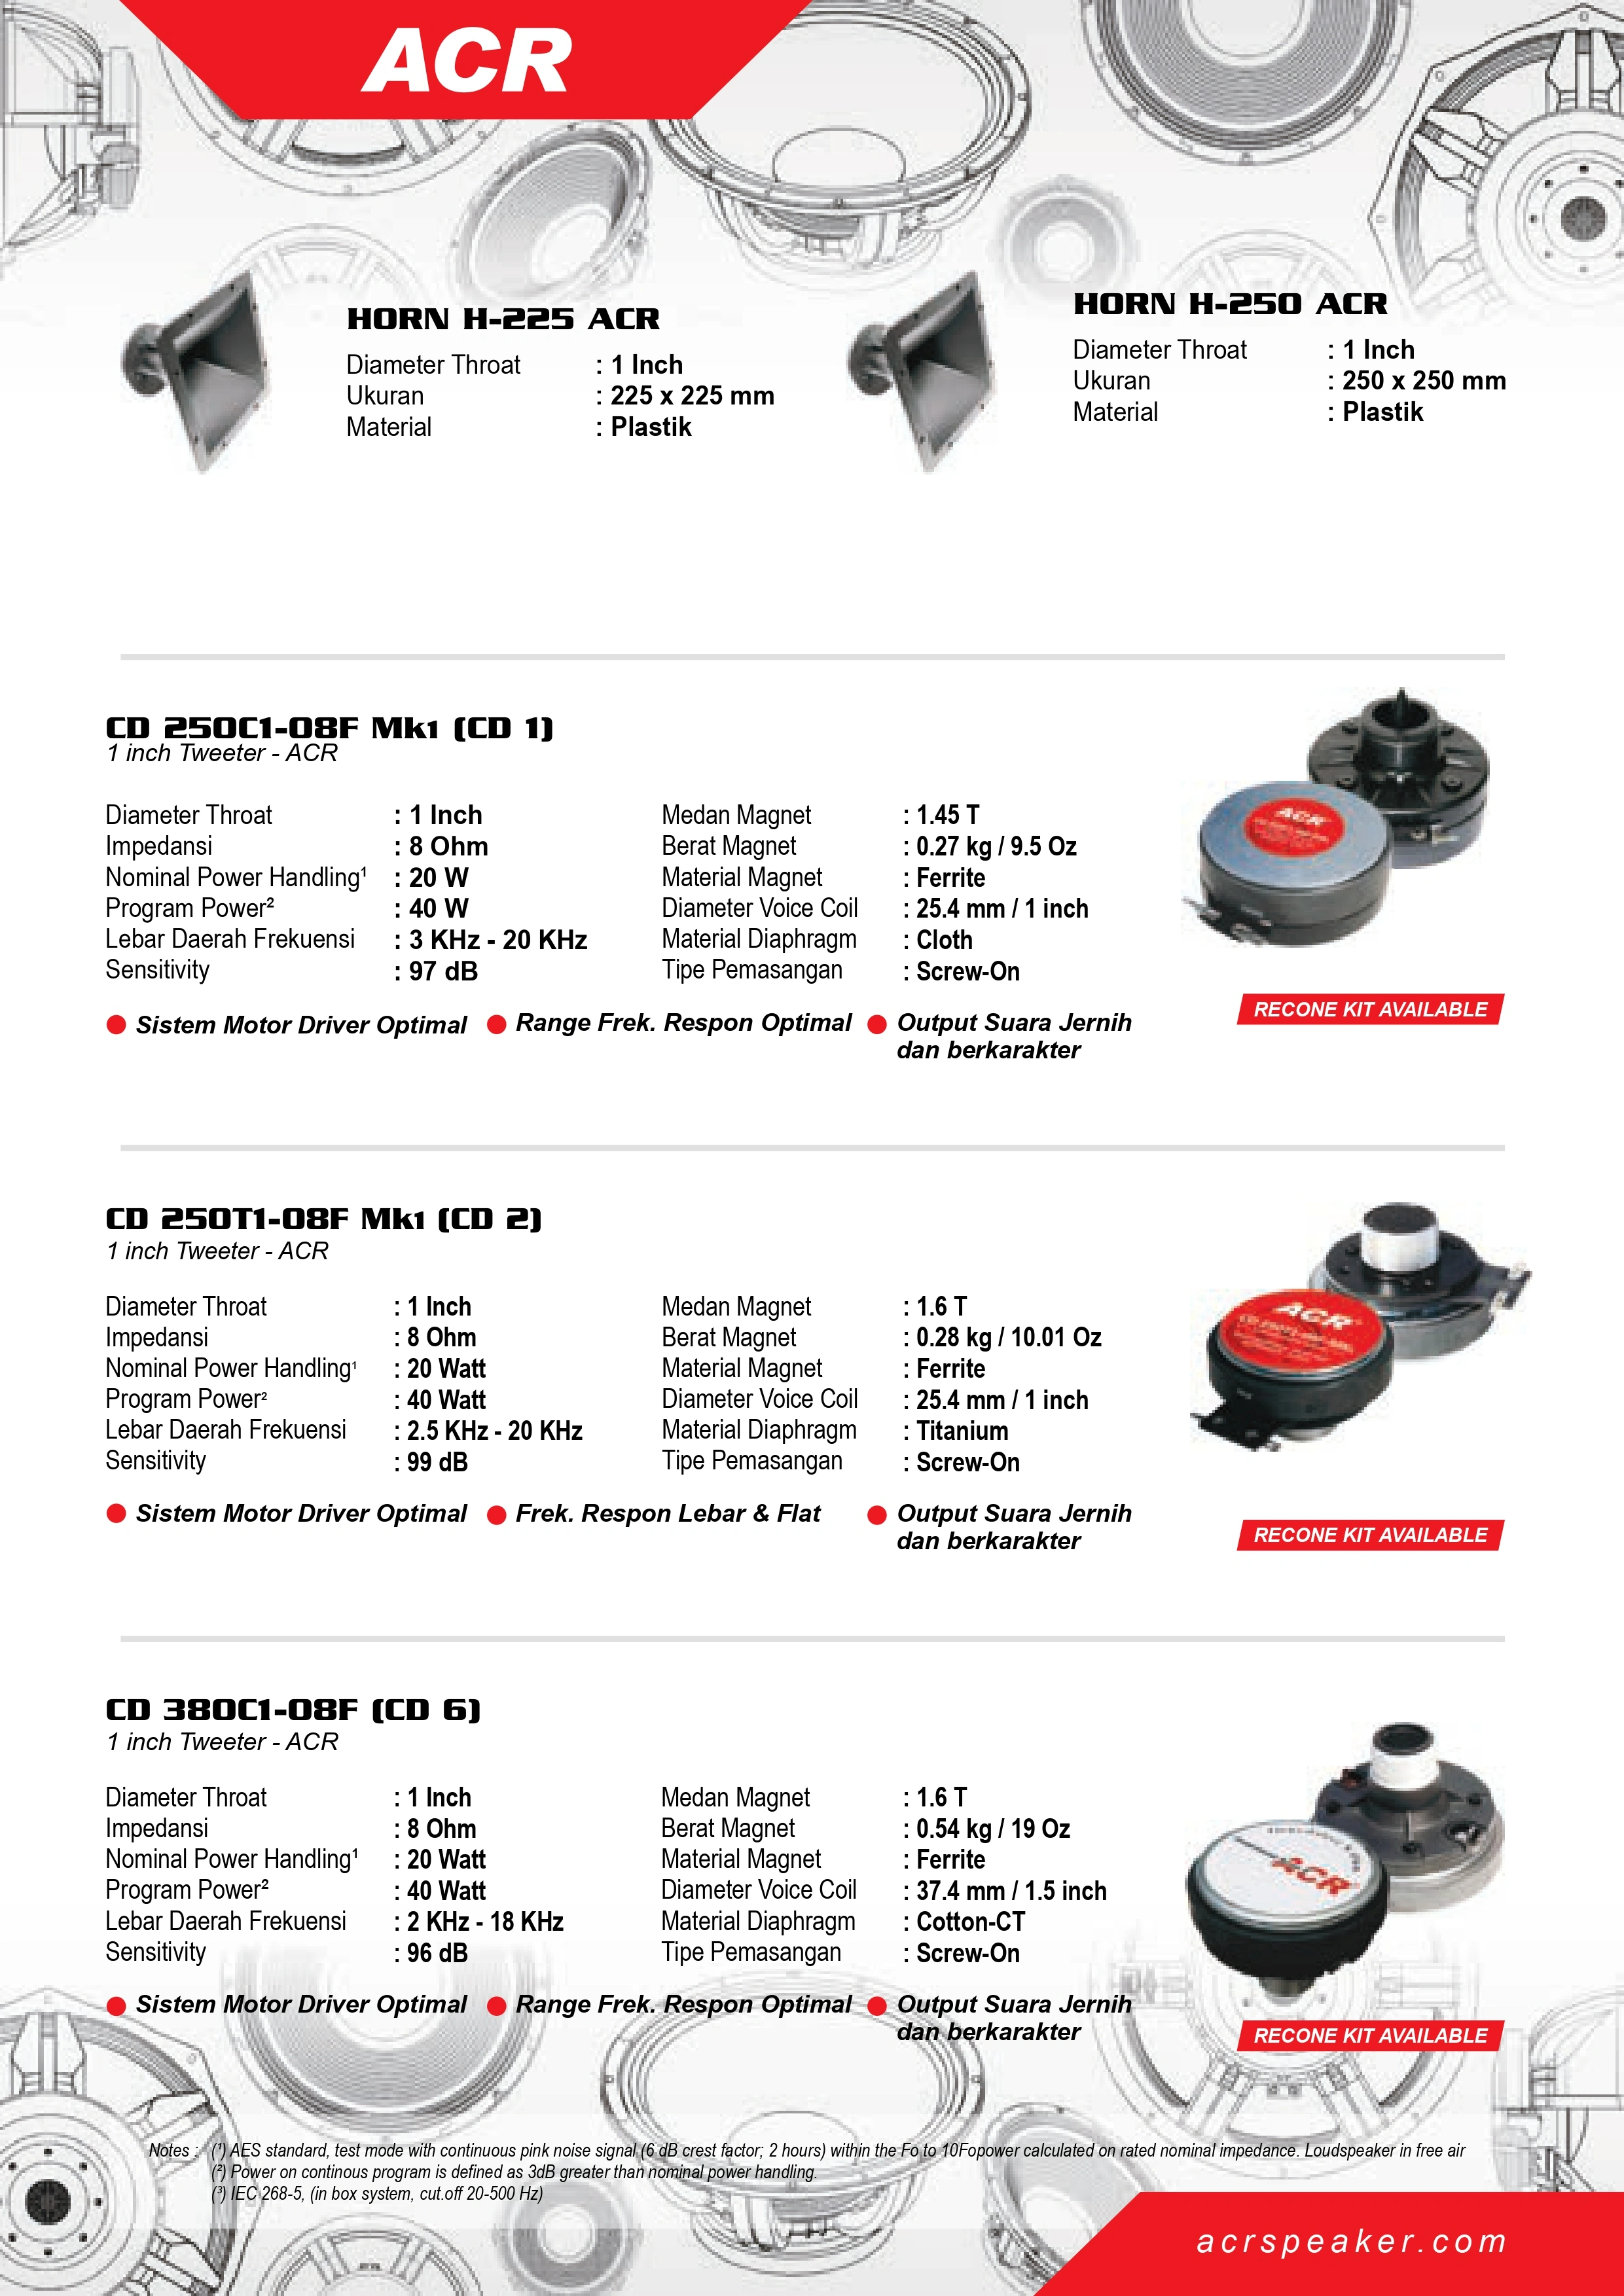 ACR
HORN H-225 ACR
Diameter Throat : 1 Inch
Ukuran : 225 x 225 mm
Material : Plastik
HORN H-250 ACR
Diameter Throat : 1 Inch
Ukuran : 250 x 250 mm
Material : Plastik
CD 250C1-08F Mk1 (CD 1)
1 inch Tweeter - ACR
Diameter Throat : 1 Inch
Impedansi : 8 Ohm
Nominal Power Handling¹ : 20 W
Program Power² : 40 W
Lebar Daerah Frekuensi : 3 KHz - 20 KHz
Sensitivity : 97 dB
Medan Magnet : 1.45 T
Berat Magnet : 0.27 kg / 9.5 Oz
Material Magnet : Ferrite
Diameter Voice Coil : 25.4 mm / 1 inch
Material Diaphragm : Cloth
Tipe Pemasangan : Screw-On
ACR
Sistem Motor Driver Optimal
Range Frek. Respon Optimal
Output Suara Jernih
dan berkarakter
RECONE KIT AVAILABLE
CD 250T1-08F Mk1 (CD 2)
1 inch Tweeter - ACR
Diameter Throat : 1 Inch
Impedansi : 8 Ohm
Nominal Power Handling¹ : 20 Watt
Program Power² : 40 Watt
Lebar Daerah Frekuensi : 2.5 KHz - 20 KHz
Sensitivity : 99 dB
Medan Magnet : 1.6 T
Berat Magnet : 0.28 kg / 10.01 Oz
Material Magnet : Ferrite
Diameter Voice Coil : 25.4 mm / 1 inch
Material Diaphragm : Titanium
Tipe Pemasangan : Screw-On
ACR
Sistem Motor Driver Optimal
Frek. Respon Lebar & Flat
Output Suara Jernih
dan berkarakter
RECONE KIT AVAILABLE
CD 380C1-08F (CD 6)
1 inch Tweeter - ACR
Diameter Throat : 1 Inch
Impedansi : 8 Ohm
Nominal Power Handling¹ : 20 Watt
Program Power² : 40 Watt
Lebar Daerah Frekuensi : 2 KHz - 18 KHz
Sensitivity : 96 dB
Medan Magnet : 1.6 T
Berat Magnet : 0.54 kg / 19 Oz
Material Magnet : Ferrite
Diameter Voice Coil : 37.4 mm / 1.5 inch
Material Diaphragm : Cotton-CT
Tipe Pemasangan : Screw-On
ACR
Sistem Motor Driver Optimal
Range Frek. Respon Optimal
Output Suara Jernih
dan berkarakter
RECONE KIT AVAILABLE
Notes : (¹) AES standard, test mode with continuous pink noise signal (6 dB crest factor; 2 hours) within the Fo to 10Fopower calculated on rated nominal impedance. Loudspeaker in free air
(²) Power on continous program is defined as 3dB greater than nominal power handling.
(³) IEC 268-5, (in box system, cut.off 20-500 Hz)
acrspeaker.com